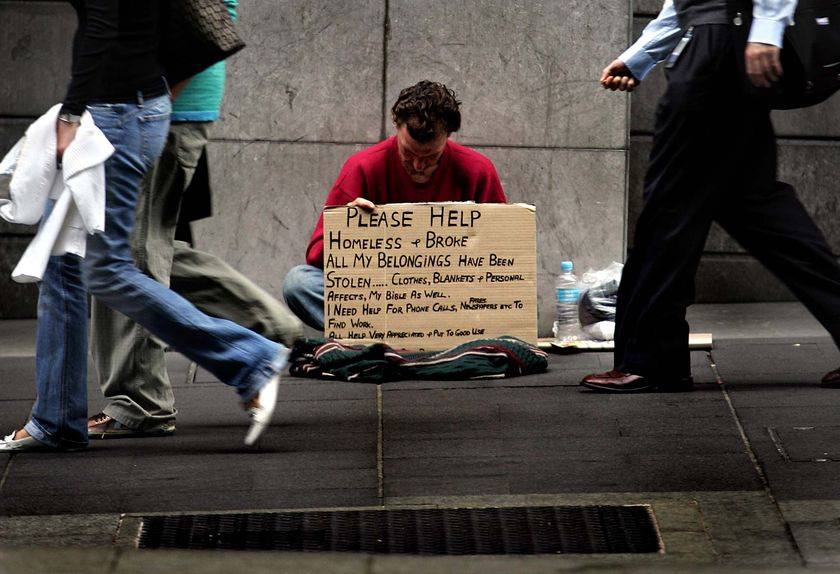 PLEASE HELP
HOMELESS + BROKE
ALL MY BELONGINGS HAVE BEEN
STOLEN..... CLOTHES, BLANKETS + PERSONAL
AFFECTS, MY BIBLE AS WELL.
I NEED HELP FOR PHONE CALLS, NEWSPAPERS ETC TO
FIND WORK.
ALL HELP VERY APPRECIATED + PUT TO GOOD USE